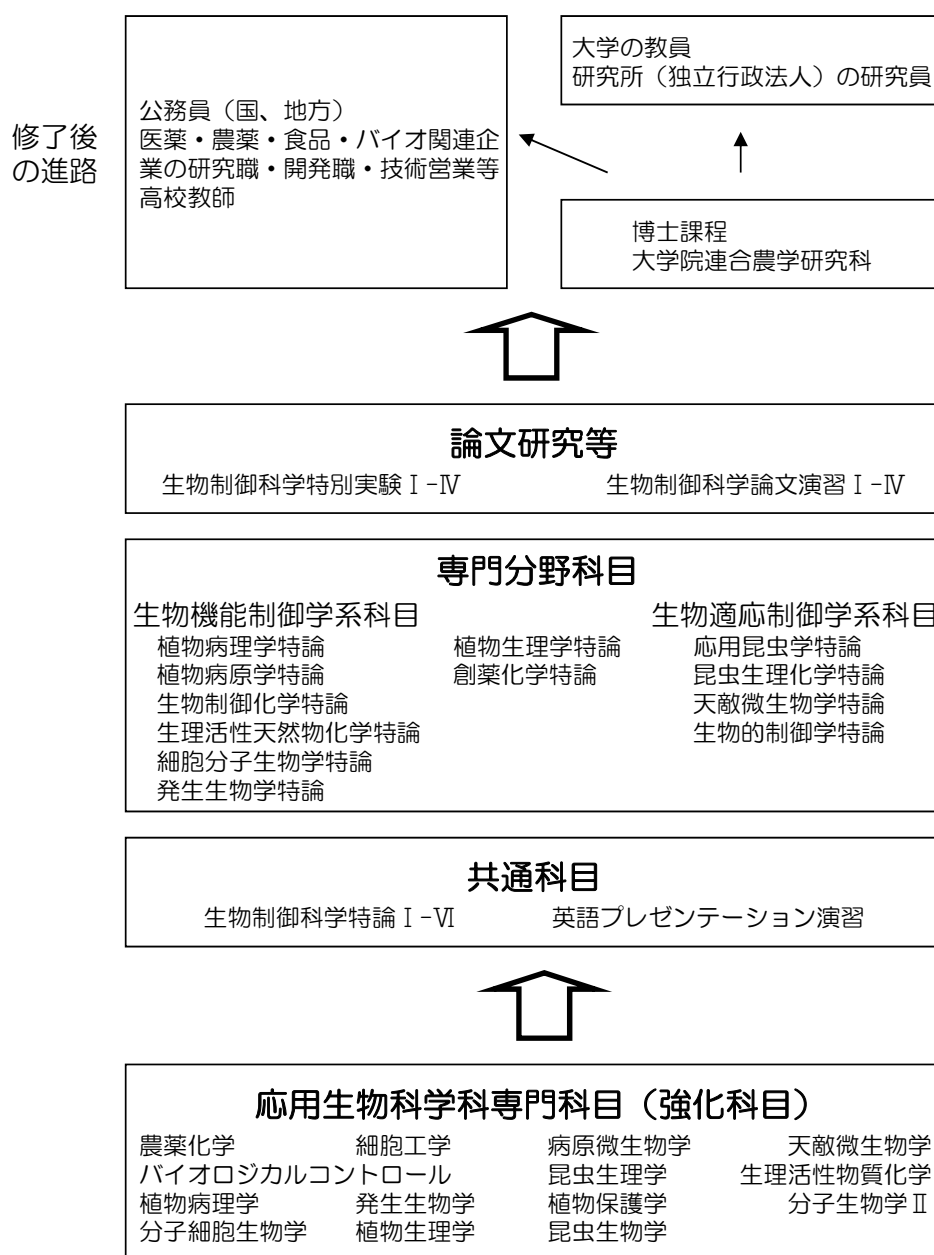 修了後
の進路
公務員（国、地方）
医薬・農薬・食品・バイオ関連企
業の研究職・開発職・技術営業等
高校教師
大学の教員
研究所（独立行政法人）の研究員
博士課程
大学院連合農学研究科
論文研究等
生物制御科学特別実験Ⅰ-Ⅳ 生物制御科学論文演習Ⅰ-Ⅳ
専門分野科目
生物機能制御学系科目
植物病理学特論
植物病原学特論
生物制御化学特論
生理活性天然物化学特論
細胞分子生物学特論
発生生物学特論
植物生理学特論
創薬化学特論
生物適応制御学系科目
応用昆虫学特論
昆虫生理化学特論
天敵微生物学特論
生物的制御学特論
共通科目
生物制御科学特論Ⅰ-Ⅵ 英語プレゼンテーション演習
応用生物科学科専門科目（強化科目）
農薬化学 細胞工学 病原微生物学 天敵微生物学
バイオロジカルコントロール 昆虫生理学 生理活性物質化学
植物病理学 発生生物学 植物保護学 分子生物学Ⅱ
分子細胞生物学 植物生理学 昆虫生物学